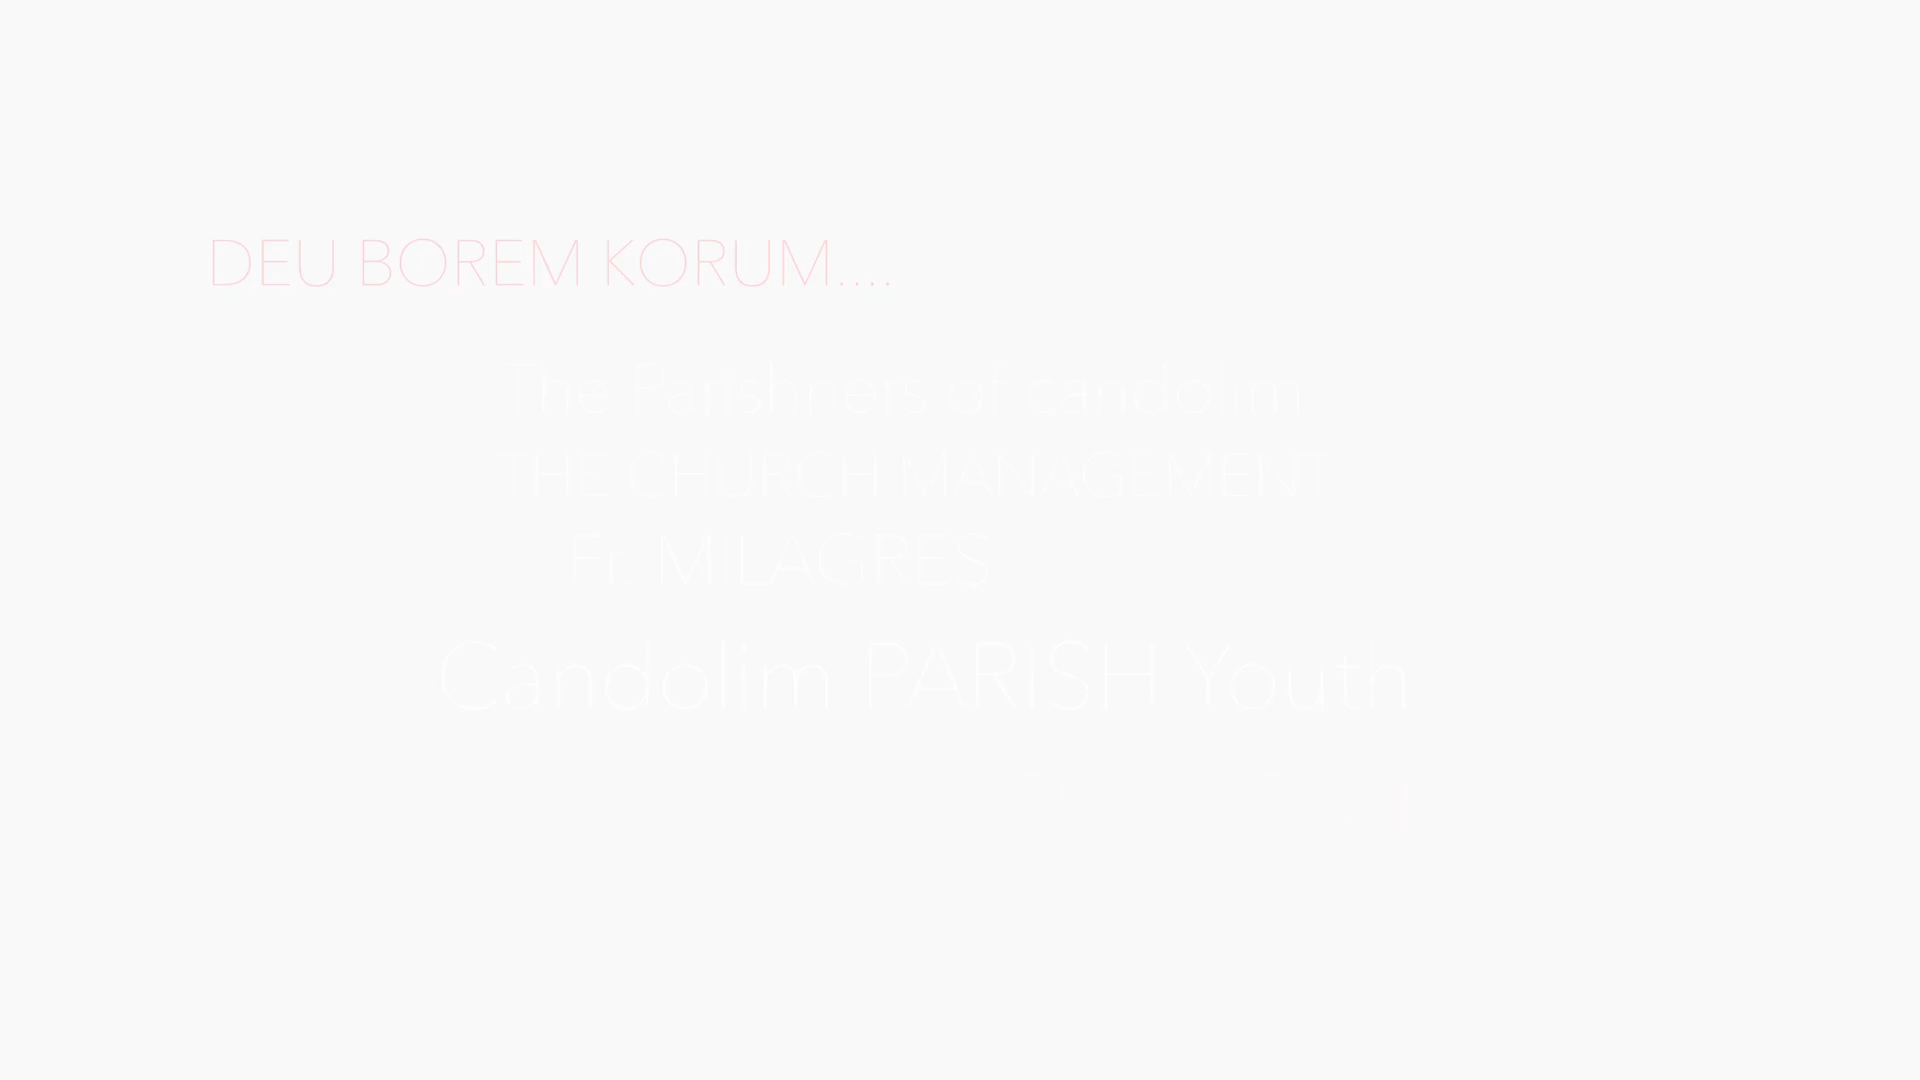 DEU BOREM KORUM....
The Parishners of candolim
THE CHURCH MANAGEMENT
Fr MILAGRES
Candolim PARISH Youth